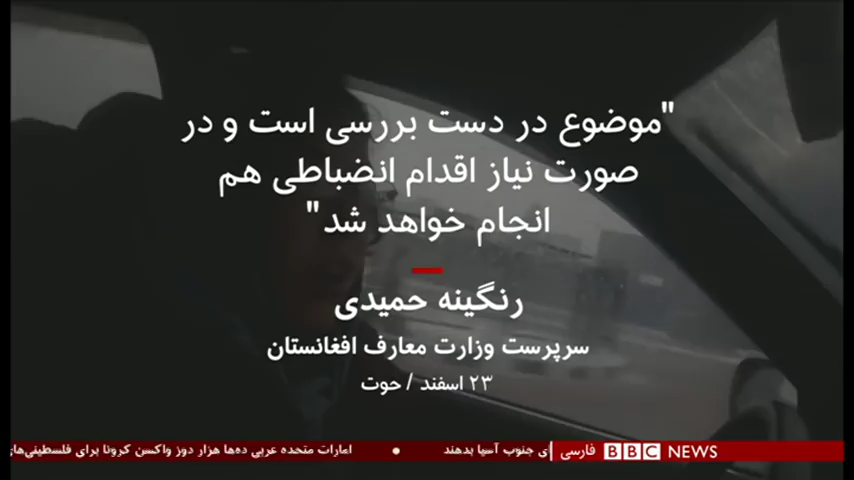 "موضوع در دست بررسی است و در
صورت نیاز اقدام انضباطی هم
انجام خواهد شد"
رنگینه حمیدی
سرپرست وزارت معارف افغانستان
۲۳ اسفند / حوت
BBC NEWS فارسی
ی جنوب آسیا بدهند • امارات متحده عربی ده‌ها هزار دوز واکسن کرونا برای فلسطینی‌ها